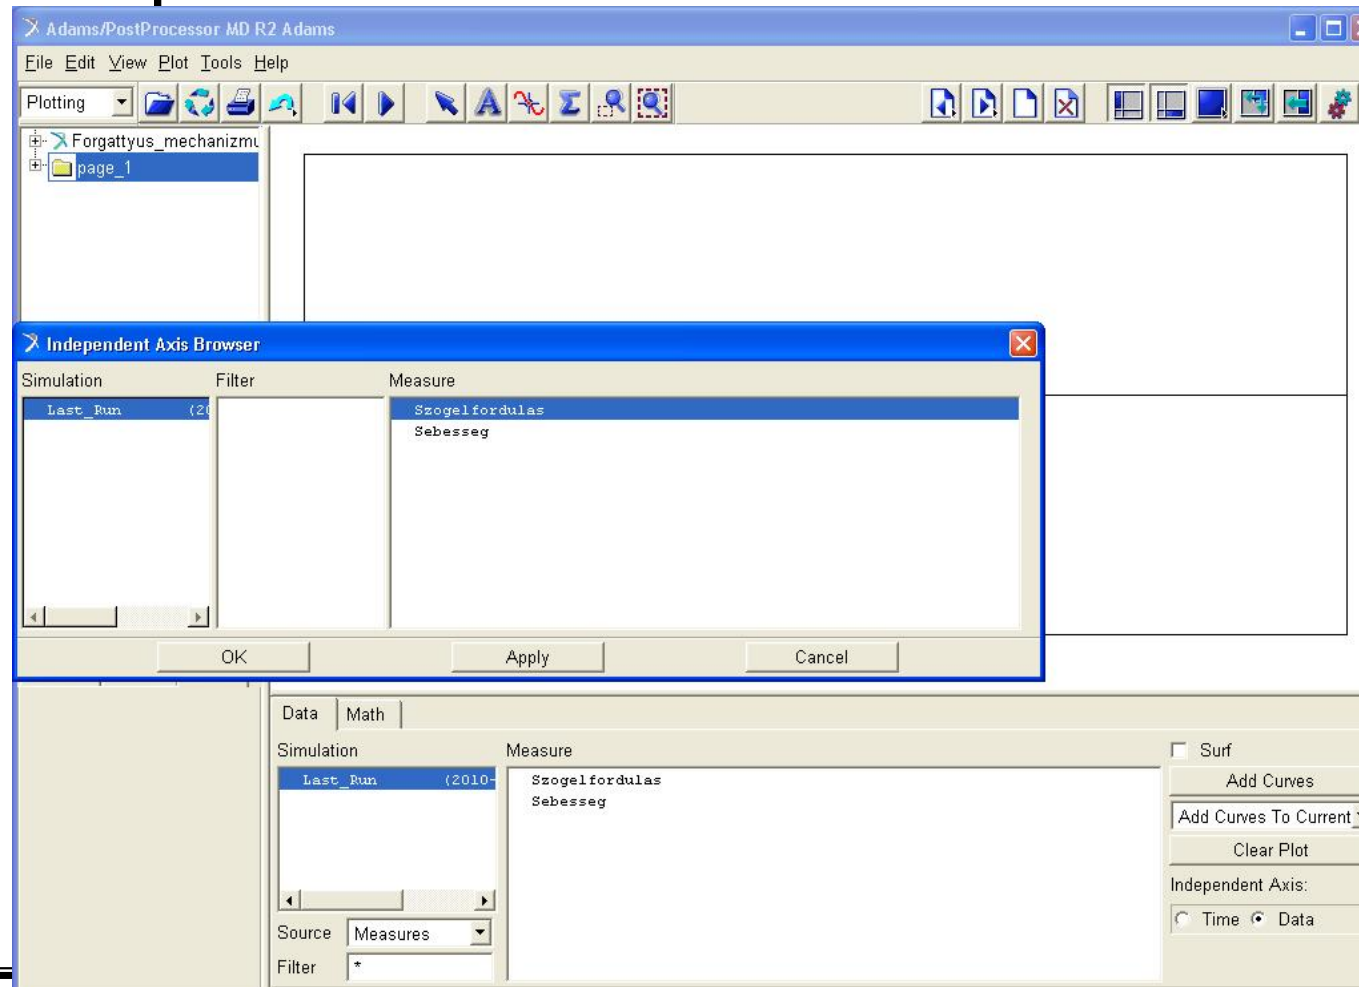 Adams/PostProcessor MD R2 Adams
File Edit View Plot Tools Help
Plotting
Forgattyus_mechanizmu
page_1
Independent Axis Browser
Simulation Filter Measure
Last_Run (20 Szogelfordulas
Sebesseg
OK Apply Cancel
Data Math
Simulation Measure Surf
Last_Run (2010- Szogelfordulas Add Curves
Sebesseg
Add Curves To Current
Clear Plot
Independent Axis:
Time Data
Source Measures
Filter *